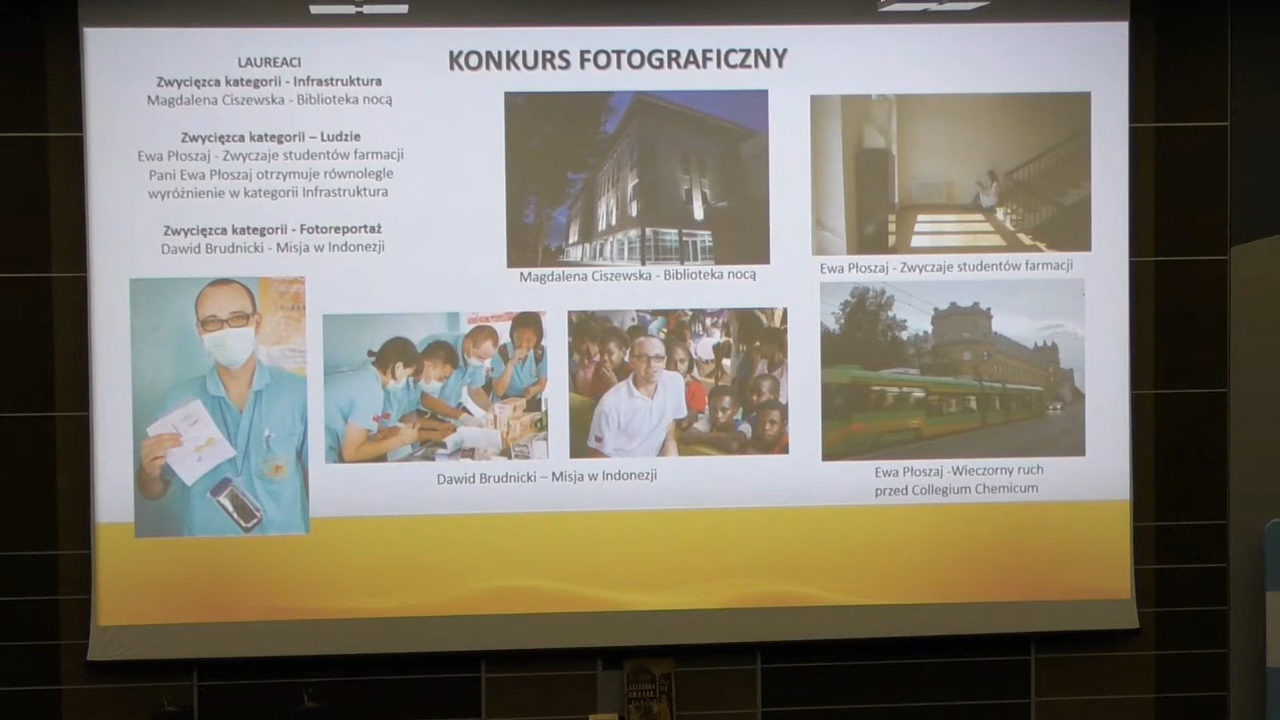 KONKURS FOTOGRAFICZNY
LAUREACI
Zwycięzca kategorii - Infrastruktura
Magdalena Ciszewska - Biblioteka nocą
Zwycięzca kategorii – Ludzie
Ewa Płoszaj - Zwyczaje studentów farmacji
Pani Ewa Płoszaj otrzymuje równolegle
wyróżnienie w kategorii Infrastruktura
Zwycięzca kategorii - Fotoreportaż
Dawid Brudnicki - Misja w Indonezji
Magdalena Ciszewska - Biblioteka nocą
Ewa Płoszaj - Zwyczaje studentów farmacji
Dawid Brudnicki – Misja w Indonezji
Ewa Płoszaj -Wieczorny ruch
przed Collegium Chemicum